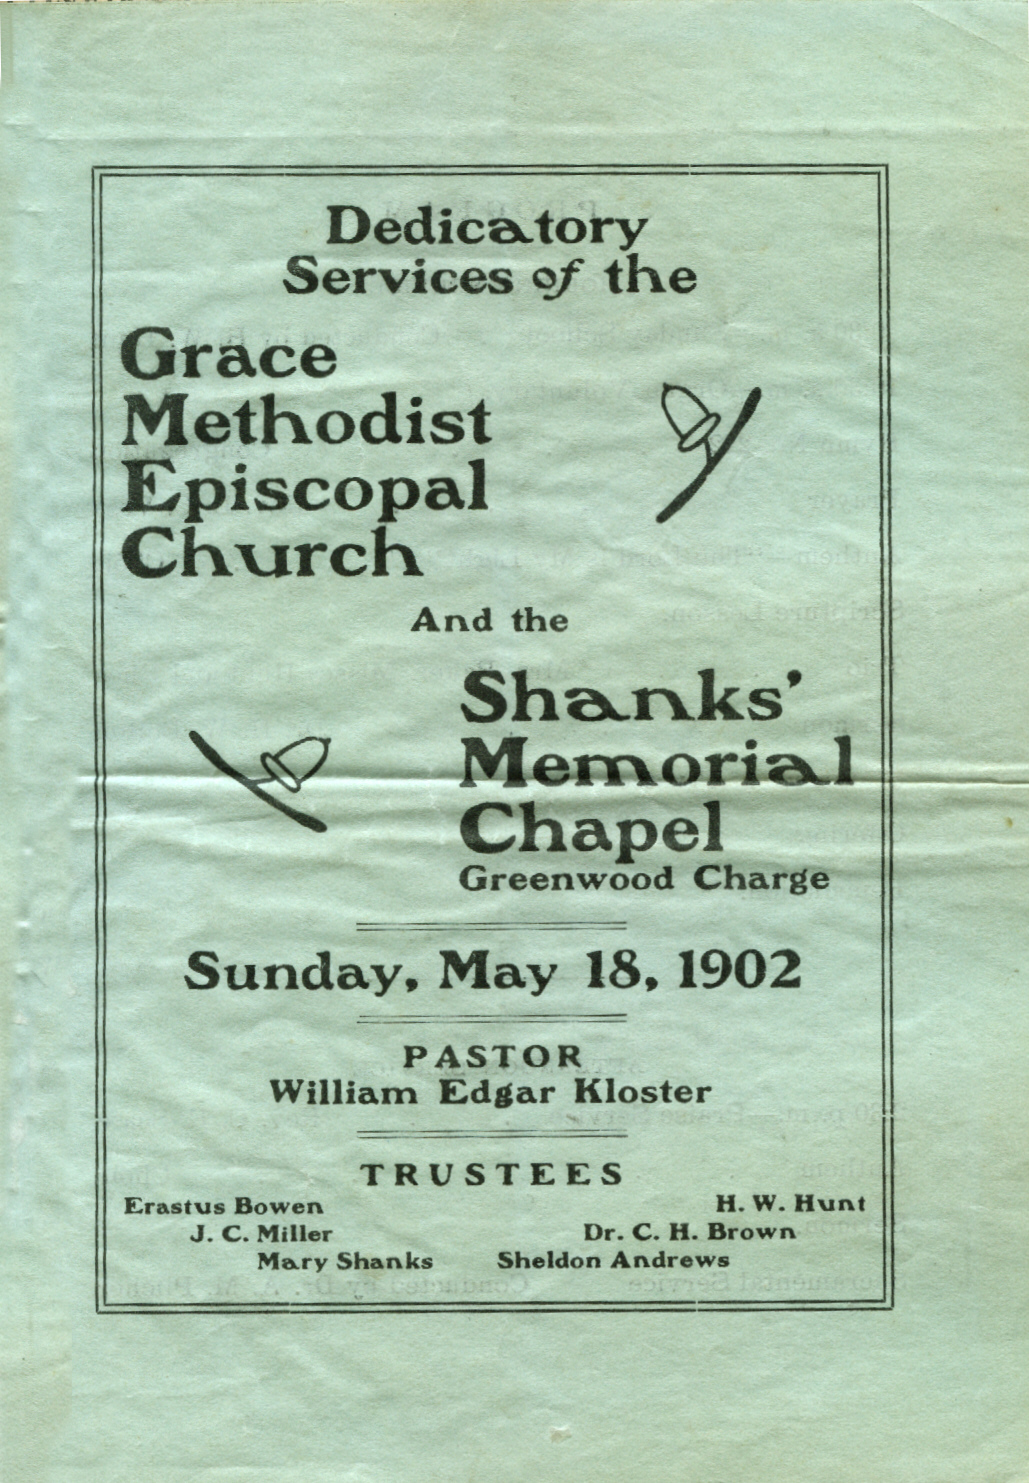 Dedicatory
Services of the
Grace
Methodist
Episcopal
Church
And the
Shanks'
Memorial
Chapel
Greenwood Charge
Sunday, May 18, 1902
PASTOR
William Edgar Kloster
TRUSTEES
Erastus Bowen
H. W. Hunt
J. C. Miller
Dr. C. H. Brown
Mary Shanks
Sheldon Andrews